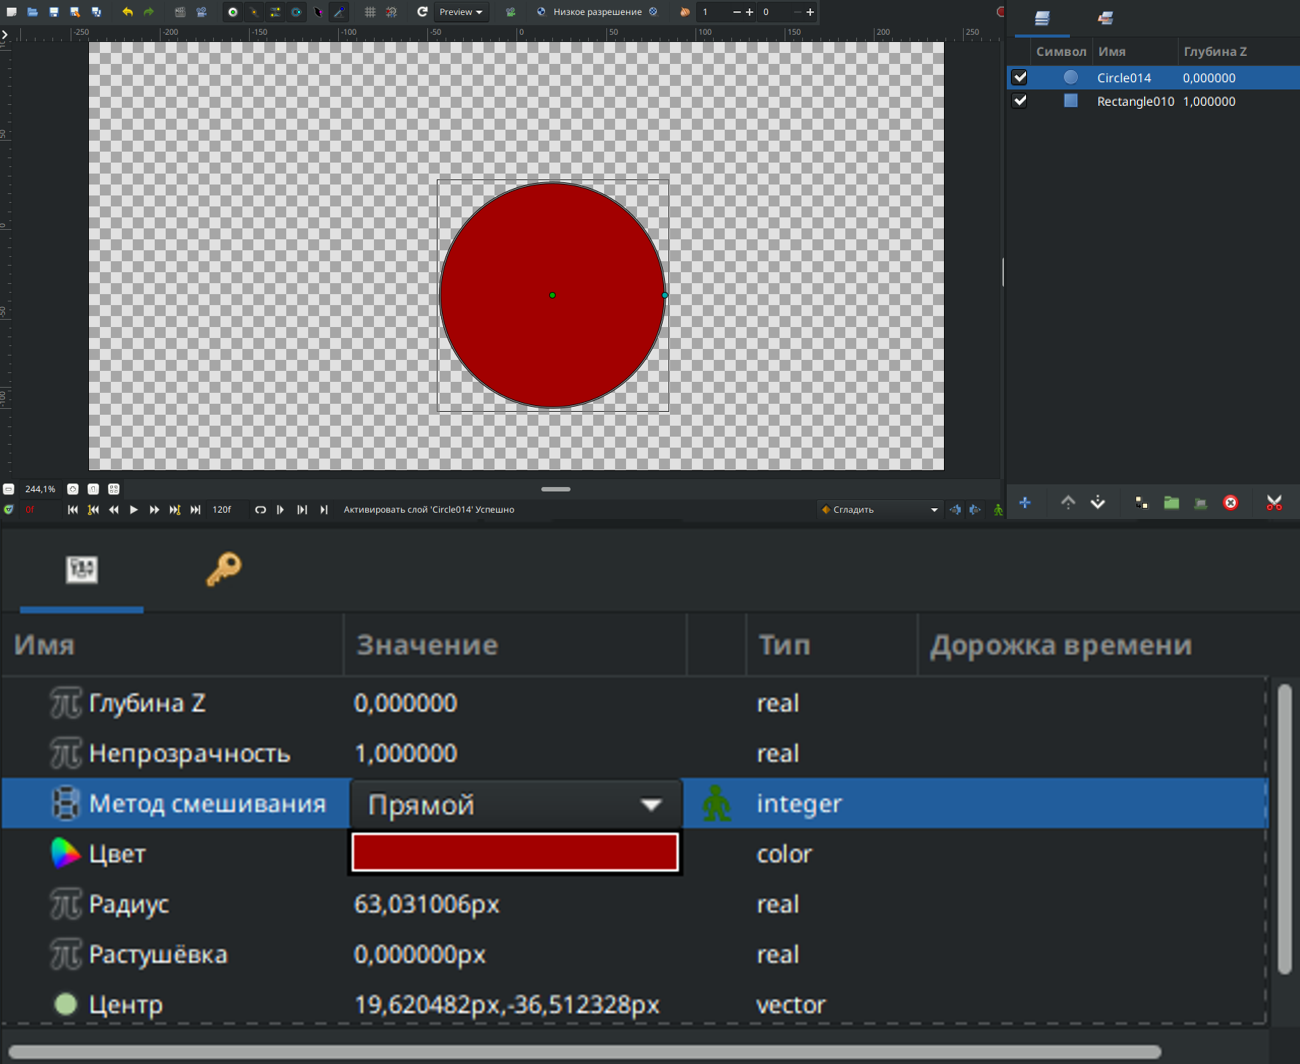 Preview
Низкое разрешение
1
0
-250 -200 -150 -100 -50 0 50 100 150 200 250
Символ Имя Глубина Z
Circle014 0,000000
Rectangle010 1,000000
244,1%
0f
120f
Активировать слой 'Circle014' Успешно
Сгладить
Имя Значение Тип Дорожка времени
Глубина Z 0,000000 real
Непрозрачность 1,000000 real
Метод смешивания Прямой integer
Цвет color
Радиус 63,031006px real
Растушёвка 0,000000px real
Центр 19,620482px,-36,512328px vector